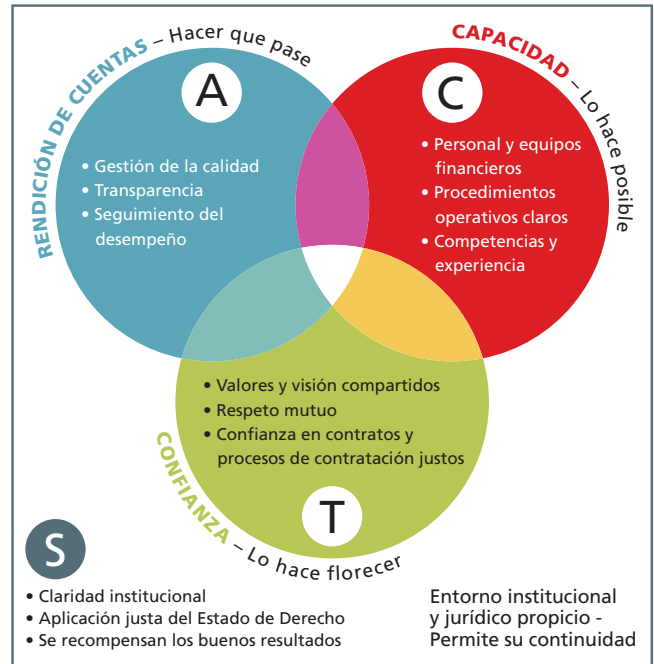 RENDICIÓN DE CUENTAS – Hacer que pase
A
• Gestión de la calidad
• Transparencia
• Seguimiento del
desempeño
CAPACIDAD – Lo hace posible
C
• Personal y equipos
financieros
• Procedimientos
operativos claros
• Competencias y
experiencia
• Valores y visión compartidos
• Respeto mutuo
• Confianza en contratos y
procesos de contratación justos
T
CONFIANZA – Lo hace florecer
S
• Claridad institucional
• Aplicación justa del Estado de Derecho
• Se recompensan los buenos resultados
Entorno institucional
y jurídico propicio -
Permite su continuidad